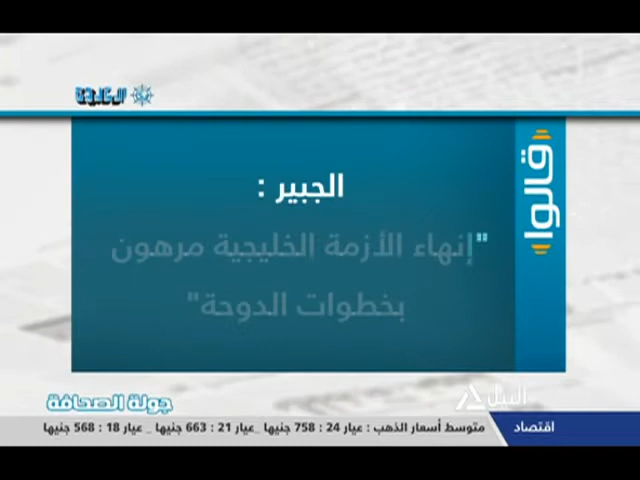 قالوا
الجبير :
"إنهاء الأزمة الخليجية مرهون
بخطوات الدوحة"
جولة الصحافة
النيل
اقتصاد
متوسط أسعار الذهب : عيار 24 : 758 جنيها _عيار 21 : 663 جنيها _ عيار 18 : 568 جنيها